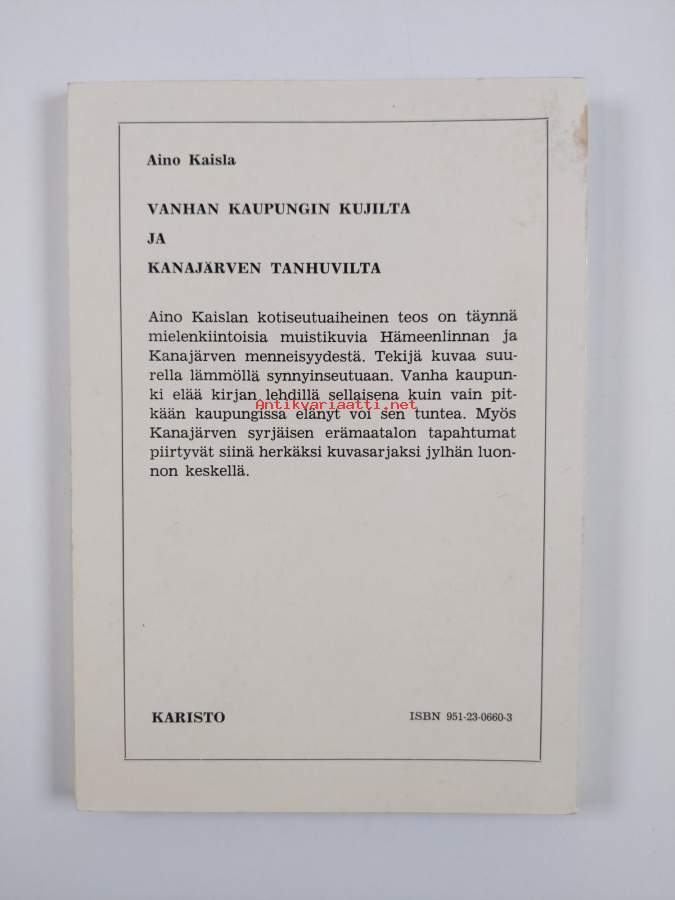 Aino Kaisla
VANHAN KAUPUNGIN KUJILTA
JA
KANAJÄRVEN TANHUVILTA
Aino Kaislan kotiseutuaiheinen teos on täynnä
mielenkiintoisia muistikuvia Hämeenlinnan ja
Kanajärven menneisyydestä. Tekijä kuvaa suu-
rella lämmöllä synnyinseutuaan. Vanha kaupun-
ki elää kirjan lehdillä sellaisena kuin vain pit-
Antikvariaatti.net
kään kaupungissa elänyt voi sen tuntea. Myös
Kanajärven syrjäisen erämaatalon tapahtumat
piirtyvät siinä herkäksi kuvasarjaksi jylhän luon-
non keskellä.
KARISTO
ISBN 951-23-0660-3